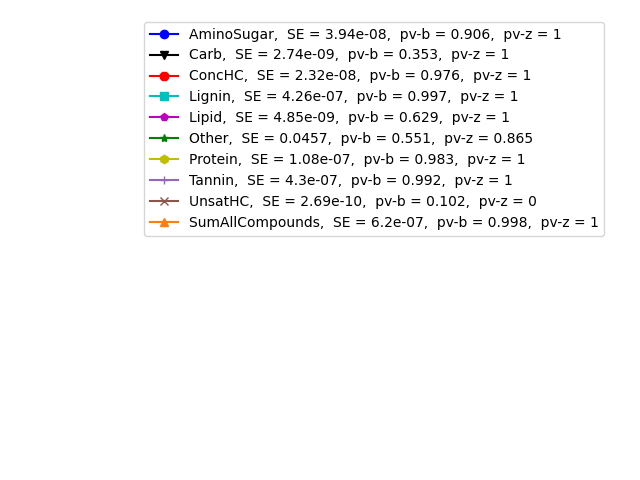 AminoSugar,  SE = 3.94e-08,  pv-b = 0.906,  pv-z = 1
Carb,  SE = 2.74e-09,  pv-b = 0.353,  pv-z = 1
ConcHC,  SE = 2.32e-08,  pv-b = 0.976,  pv-z = 1
Lignin,  SE = 4.26e-07,  pv-b = 0.997,  pv-z = 1
Lipid,  SE = 4.85e-09,  pv-b = 0.629,  pv-z = 1
Other,  SE = 0.0457,  pv-b = 0.551,  pv-z = 0.865
Protein,  SE = 1.08e-07,  pv-b = 0.983,  pv-z = 1
Tannin,  SE = 4.3e-07,  pv-b = 0.992,  pv-z = 1
UnsatHC,  SE = 2.69e-10,  pv-b = 0.102,  pv-z = 0
SumAllCompounds,  SE = 6.2e-07,  pv-b = 0.998,  pv-z = 1